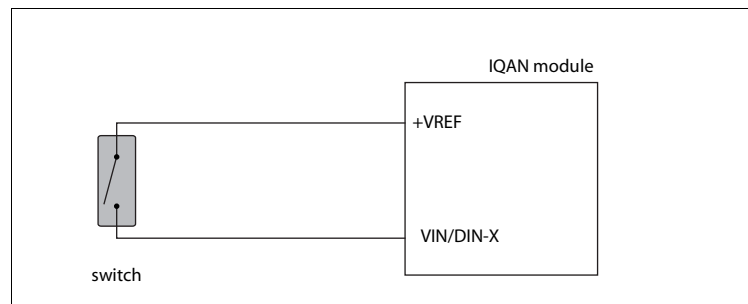 IQAN module
+VREF
VIN/DIN-X
switch